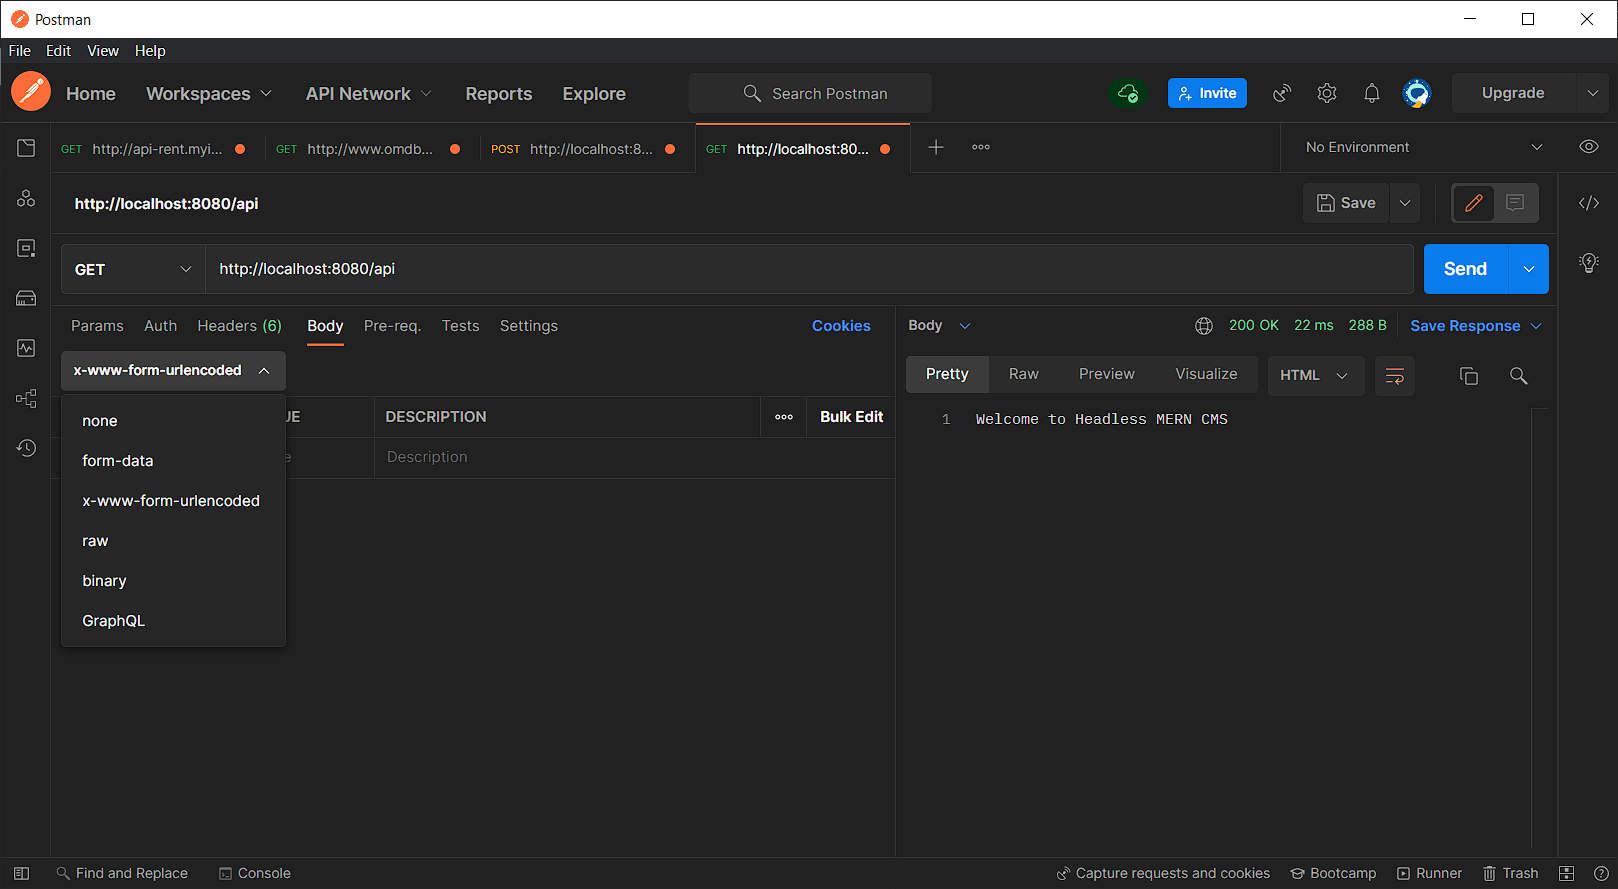 Postman
File Edit View Help
Home Workspaces API Network Reports Explore Search Postman Invite Upgrade
GET http://api-rent.myi... GET http://www.omdb... POST http://localhost:8... GET http://localhost:80... No Environment
http://localhost:8080/api Save
GET http://localhost:8080/api Send
Params Auth Headers (6) Body Pre-req. Tests Settings Cookies
Body 200 OK 22 ms 288 B Save Response
x-www-form-urlencoded
Pretty Raw Preview Visualize HTML
UE DESCRIPTION Bulk Edit
1 Welcome to Headless MERN CMS
e Description
none
form-data
x-www-form-urlencoded
raw
binary
GraphQL
Find and Replace Console Capture requests and cookies Bootcamp Runner Trash